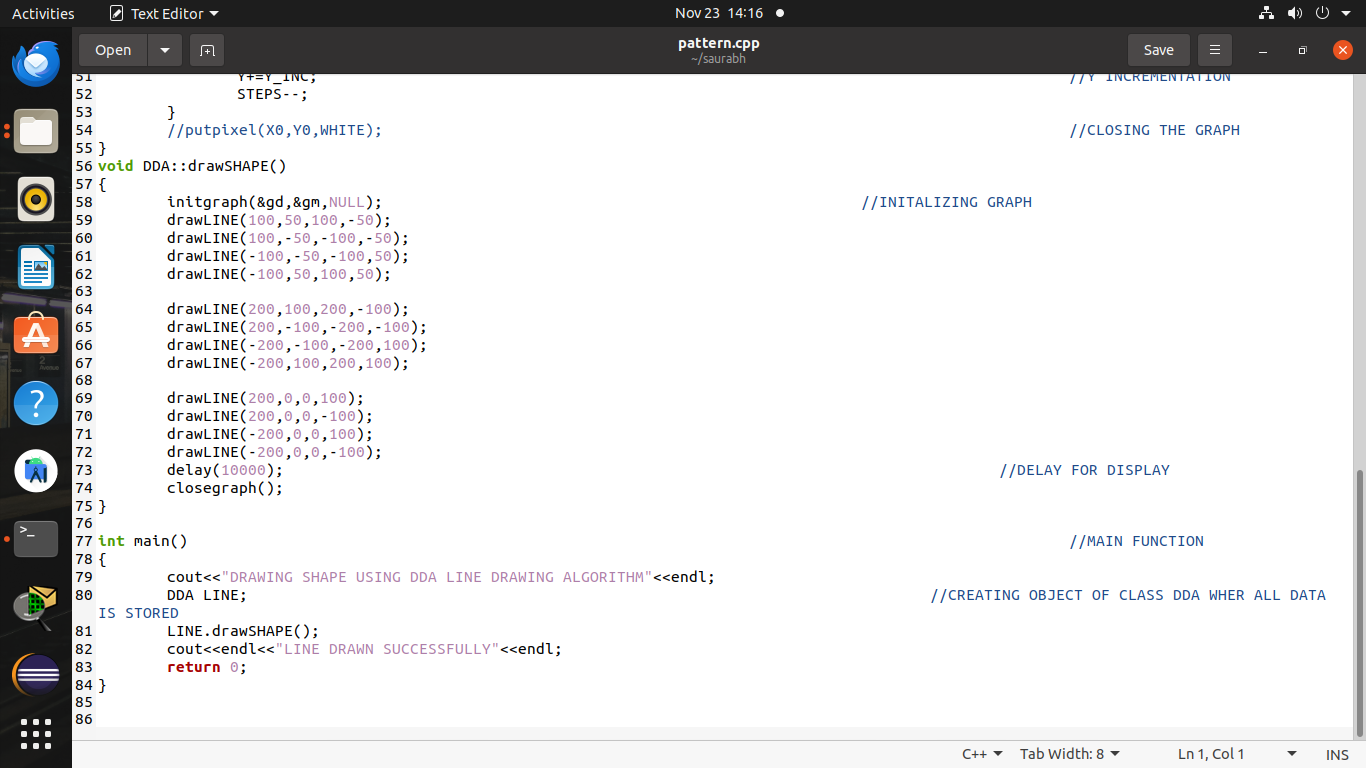 Activities Text Editor Nov 23 14:16
Open pattern.cpp Save
~/saurabh
51 Y+=Y_INC; //Y INCREMENTATION
52 STEPS--;
53 }
54 //putpixel(X0,Y0,WHITE); //CLOSING THE GRAPH
55 }
56 void DDA::drawSHAPE()
57 {
58 initgraph(&gd,&gm,NULL); //INITALIZING GRAPH
59 drawLINE(100,50,100,-50);
60 drawLINE(100,-50,-100,-50);
61 drawLINE(-100,-50,-100,50);
62 drawLINE(-100,50,100,50);
63
64 drawLINE(200,100,200,-100);
65 drawLINE(200,-100,-200,-100);
66 drawLINE(-200,-100,-200,100);
67 drawLINE(-200,100,200,100);
68
69 drawLINE(200,0,0,100);
70 drawLINE(200,0,0,-100);
71 drawLINE(-200,0,0,100);
72 drawLINE(-200,0,0,-100);
73 delay(10000); //DELAY FOR DISPLAY
74 closegraph();
75 }
76
77 int main() //MAIN FUNCTION
78 {
79 cout<<"DRAWING SHAPE USING DDA LINE DRAWING ALGORITHM"<<endl;
80 DDA LINE; //CREATING OBJECT OF CLASS DDA WHER ALL DATA
IS STORED
81 LINE.drawSHAPE();
82 cout<<endl<<"LINE DRAWN SUCCESSFULLY"<<endl;
83 return 0;
84 }
85
86
C++ Tab Width: 8 Ln 1, Col 1 INS